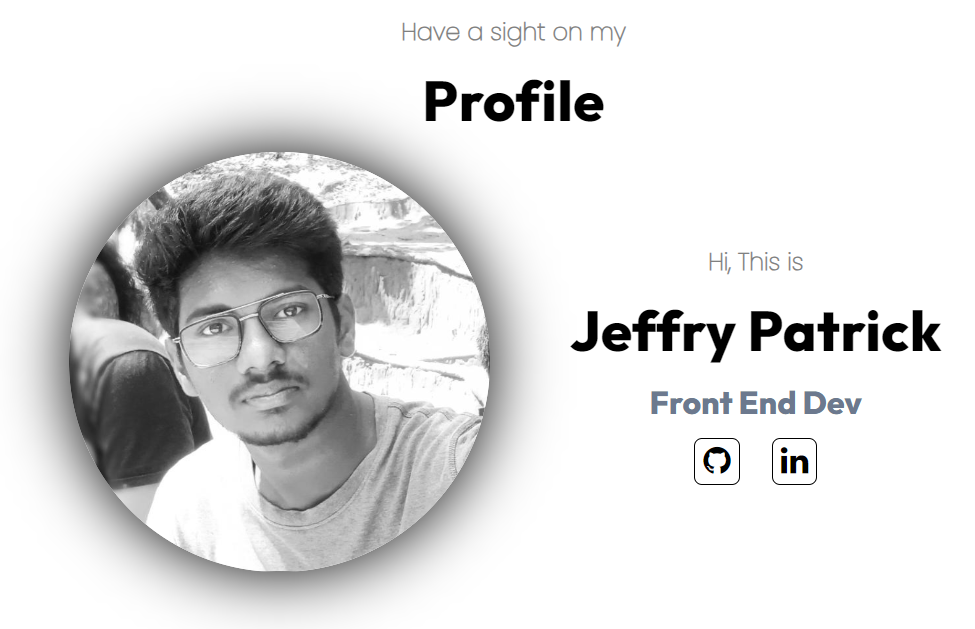 Have a sight on my
Profile
Hi, This is
Jeffry Patrick
Front End Dev
in